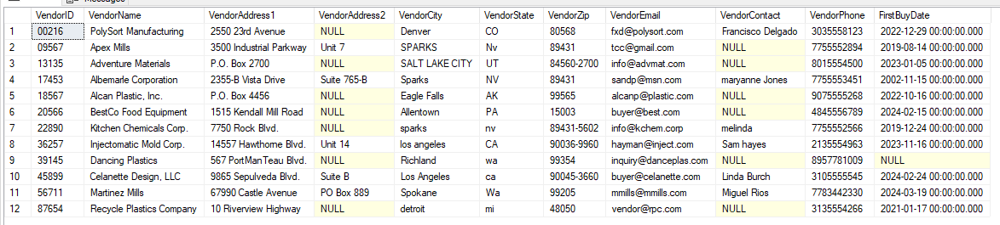 Messages
VendorID VendorName VendorAddress1 VendorAddress2 VendorCity VendorState VendorZip VendorEmail VendorContact VendorPhone FirstBuyDate
1 00216 PolySort Manufacturing 2550 23rd Avenue NULL Denver CO 80568 fxd@polysort.com Francisco Delgado 3035558123 2022-12-29 00:00:00.000
2 09567 Apex Mills 3500 Industrial Parkway Unit 7 SPARKS Nv 89431 tcc@gmail.com NULL 7755552894 2019-08-14 00:00:00.000
3 13135 Adventure Materials P.O. Box 2700 NULL SALT LAKE CITY UT 84560-2700 info@advmat.com NULL 8015554500 2023-01-05 00:00:00.000
4 17453 Albemarle Corporation 2355-B Vista Drive Suite 765-B Sparks NV 89431 sandp@msn.com maryanne Jones 7755553451 2002-11-15 00:00:00.000
5 18567 Alcan Plastic, Inc. P.O. Box 4456 NULL Eagle Falls AK 99565 alcanp@plastic.com NULL 9075555268 2022-10-16 00:00:00.000
6 20566 BestCo Food Equipment 1515 Kendall Mill Road NULL Allentown PA 15003 buyer@best.com NULL 4845556789 2024-02-15 00:00:00.000
7 22890 Kitchen Chemicals Corp. 7750 Rock Blvd. NULL sparks nv 89431-5602 info@kchem.corp melinda 7755552566 2019-12-24 00:00:00.000
8 36257 Injectomatic Mold Corp. 14557 Hawthorne Blvd. Unit 14 los angeles CA 90036-9960 hayman@inject.com Sam hayes 2135554963 2023-11-16 00:00:00.000
9 39145 Dancing Plastics 567 PortManTeau Blvd. NULL Richland wa 99354 inquiry@danceplas.com NULL 8957781009 NULL
10 45899 Celanette Design, LLC 9865 Sepulveda Blvd. Suite B Los Angeles ca 90045-3660 buyer@celanette.com Linda Burch 3105555545 2024-02-24 00:00:00.000
11 56711 Martinez Mills 67990 Castle Avenue PO Box 889 Spokane Wa 99205 mmills@mmills.com Miguel Rios 7783442330 2024-03-19 00:00:00.000
12 87654 Recycle Plastics Company 10 Riverview Highway NULL detroit mi 48050 vendor@rpc.com NULL 3135554266 2021-01-17 00:00:00.000